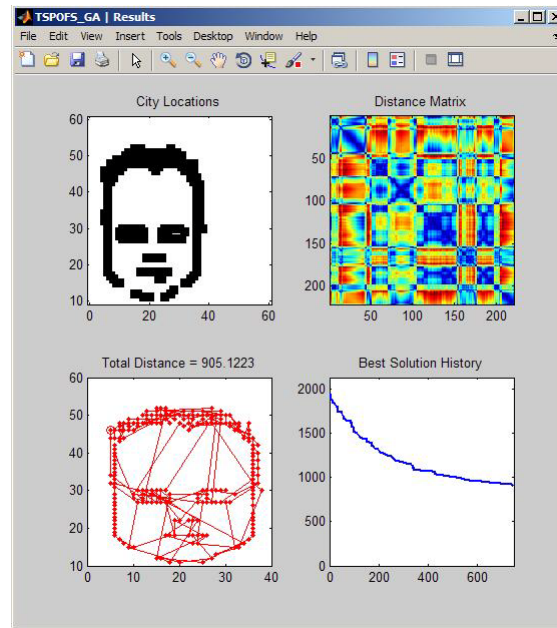 TSPOFS_GA | Results
File Edit View Insert Tools Desktop Window Help
City Locations
60
50
40
30
20
10
0 20 40 60
Distance Matrix
50
100
150
200
50 100 150 200
Total Distance = 905.1223
60
50
40
30
20
10
0 10 20 30 40
Best Solution History
2000
1500
1000
500
0
0 200 400 600